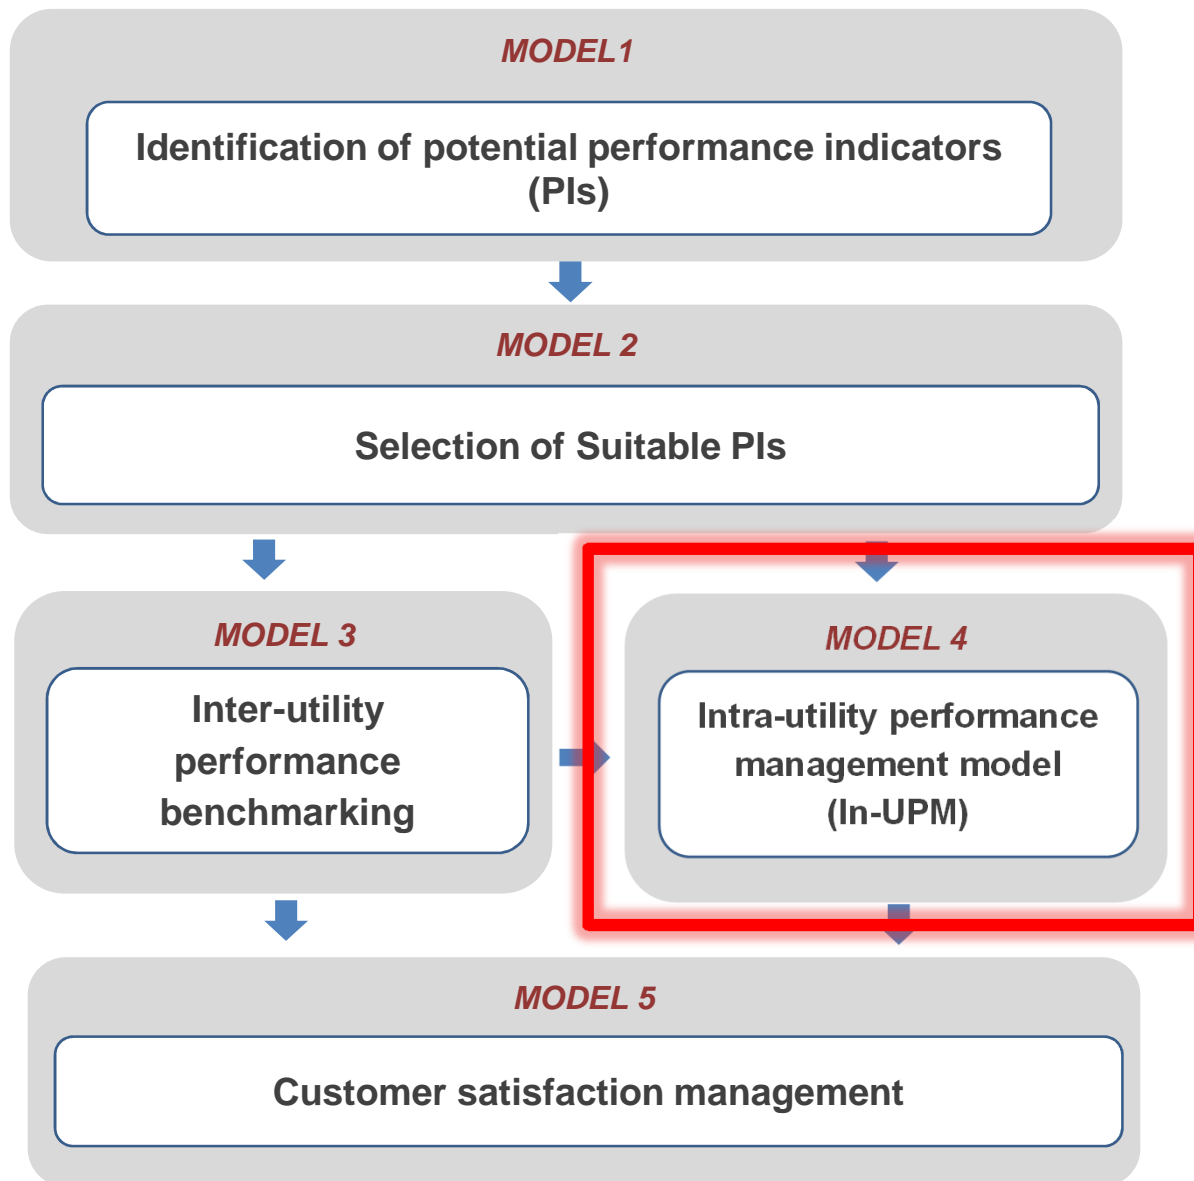 MODEL1
Identification of potential performance indicators
(PIs)
MODEL 2
Selection of Suitable PIs
MODEL 3
Inter-utility
performance
benchmarking
MODEL 4
Intra-utility performance
management model
(In-UPM)
MODEL 5
Customer satisfaction management